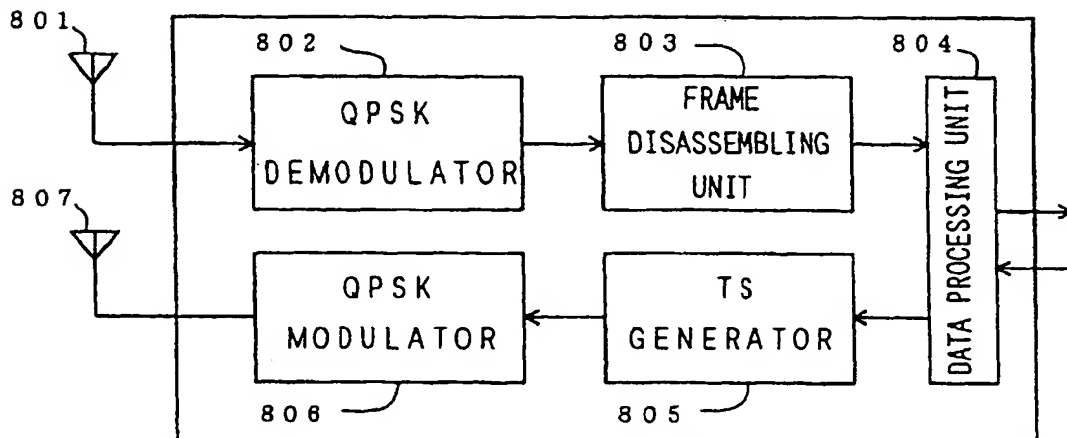 801
802
803
804
QPSK
DEMODULATOR
FRAME
DISASSEMBLING
UNIT
DATA PROCESSING UNIT
807
QPSK
MODULATOR
TS
GENERATOR
806
805